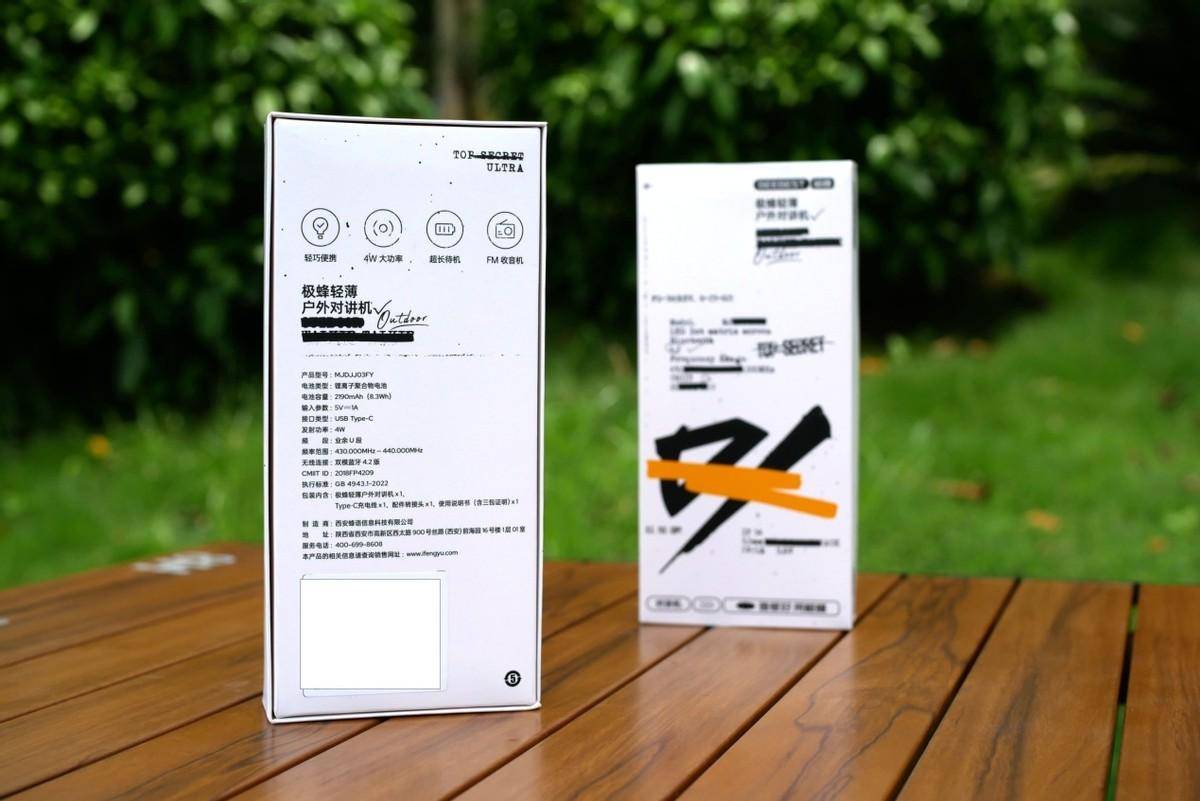 TOP SECRET
ULTRA
轻巧便携
4W 大功率
超长待机
FM 收音机
极蜂轻薄
户外对讲机
Outdoor
产品型号：MJDJJ03FY
电池类型：锂离子聚合物电池
电池容量：2190mAh（8.3Wh）
输入参数：5V⎓1A
接口类型：USB Type-C
发射功率：4W
频　　段：业余 U 段
频率范围：430.000MHz ~ 440.000MHz
无线连接：双模蓝牙 4.2 版
CMIIT ID：2018FP4209
执行标准：GB 4943.1-2022
包装内含：极蜂轻薄户外对讲机 x 1、
Type-C充电线 x 1、配件转接头 x 1、使用说明书（含三包证明）x 1
制 造 商：西安蜂语信息科技有限公司
地　　址：陕西省西安市高新区西太路 900 号丝路 (西安) 前海园 16 号楼 1 层 01 室
服务电话：400-699-8608
本产品的相关信息请查询销售网址：www.ifengyu.com
5
极蜂轻薄
户外对讲机
Outdoor
Model
LED Dot matrix screen
Frequency
TOP SECRET